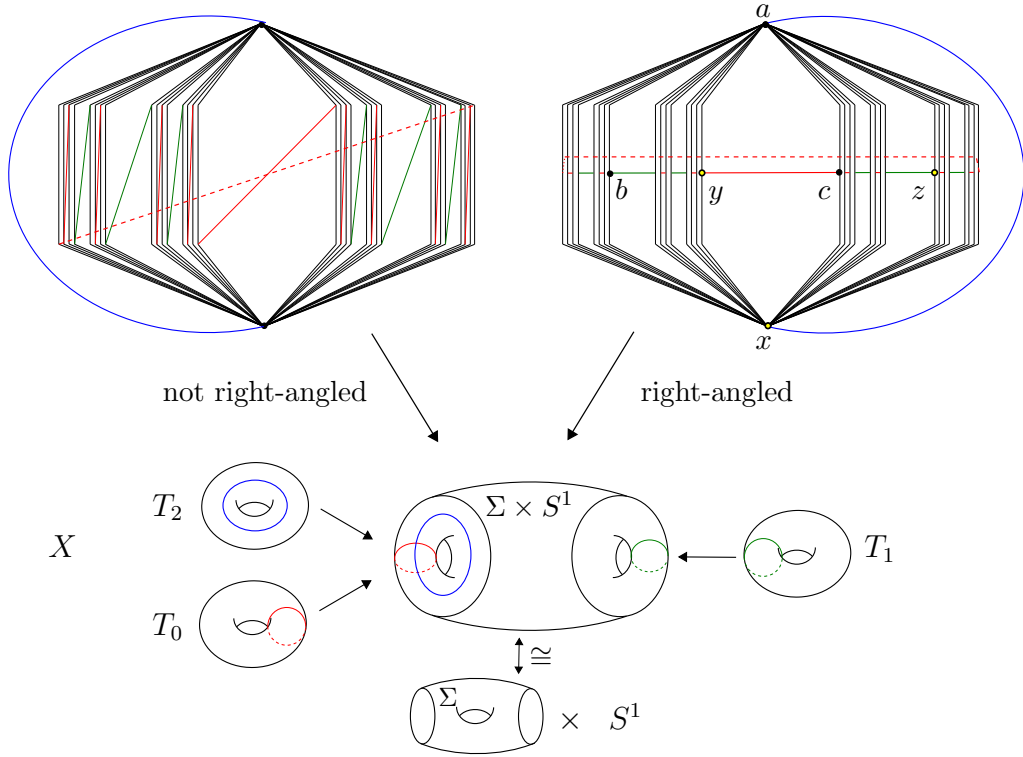 a
b y c z
x
not right-angled right-angled
T₂ Σ × S¹
X T₁
T₀
≅
Σ × S¹